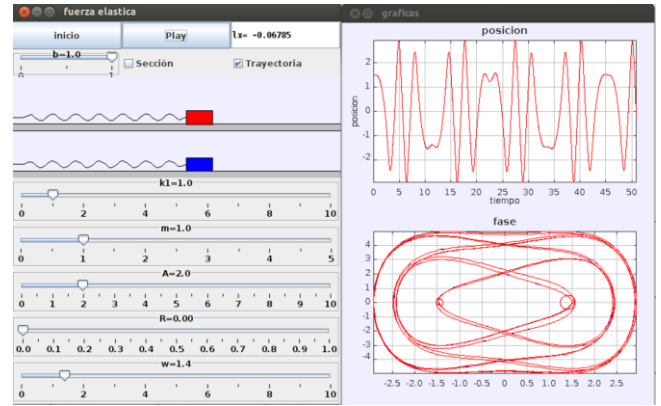 fuerza elastica
inicio Play lx= -0.06785
b=1.0 Sección Trayectoria
0 1
k1=1.0
0 2 4 6 8 10
m=1.0
0 1 2 3 4 5
A=2.0
0 1 2 3 4 5 6 7 8 9 10
R=0.00
0.0 0.1 0.2 0.3 0.4 0.5 0.6 0.7 0.8 0.9 1.0
w=1.4
0 2 4 6 8 10
graficas
posicion
posicion
2
1
0
-1
-2
0 5 10 15 20 25 30 35 40 45 50
tiempo
fase
4
3
2
1
0
-1
-2
-3
-4
-2.5 -2.0 -1.5 -1.0 -0.5 0 0.5 1.0 1.5 2.0 2.5